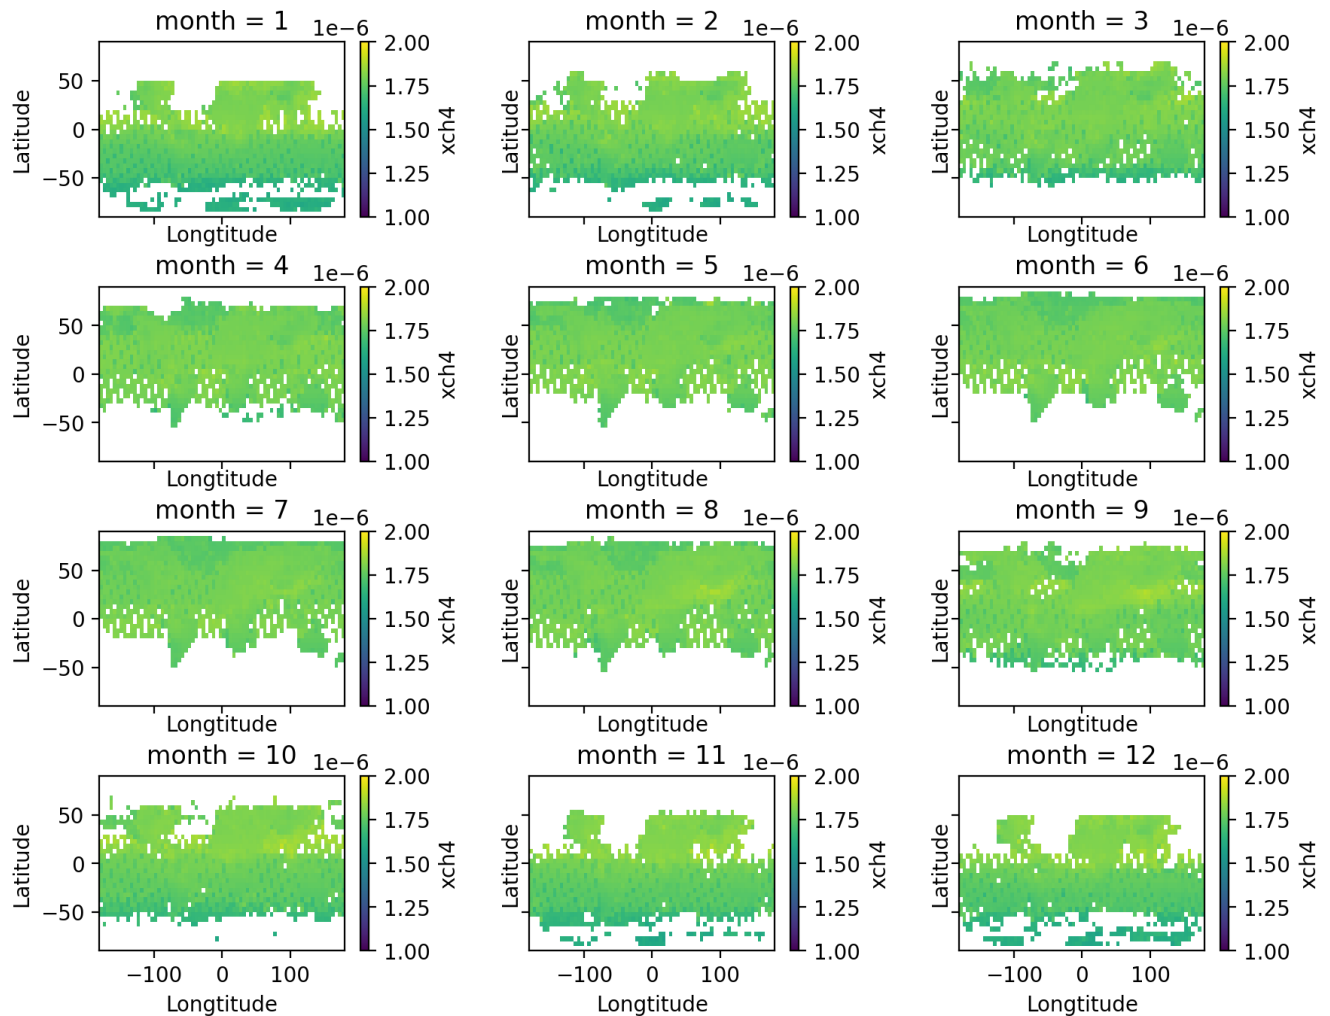 month = 1
1e−6
month = 2
1e−6
month = 3
1e−6
Latitude
50
0
−50
2.00
1.75
1.50
1.25
1.00
xch4
Latitude
2.00
1.75
1.50
1.25
1.00
xch4
Latitude
2.00
1.75
1.50
1.25
1.00
xch4
Longtitude
Longtitude
Longtitude
month = 4
1e−6
month = 5
1e−6
month = 6
1e−6
Latitude
50
0
−50
2.00
1.75
1.50
1.25
1.00
xch4
Latitude
2.00
1.75
1.50
1.25
1.00
xch4
Latitude
2.00
1.75
1.50
1.25
1.00
xch4
Longtitude
Longtitude
Longtitude
month = 7
1e−6
month = 8
1e−6
month = 9
1e−6
Latitude
50
0
−50
2.00
1.75
1.50
1.25
1.00
xch4
Latitude
2.00
1.75
1.50
1.25
1.00
xch4
Latitude
2.00
1.75
1.50
1.25
1.00
xch4
Longtitude
Longtitude
Longtitude
month = 10
1e−6
month = 11
1e−6
month = 12
1e−6
Latitude
50
0
−50
2.00
1.75
1.50
1.25
1.00
xch4
Latitude
2.00
1.75
1.50
1.25
1.00
xch4
Latitude
2.00
1.75
1.50
1.25
1.00
xch4
−100 0 100
−100 0 100
−100 0 100
Longtitude
Longtitude
Longtitude